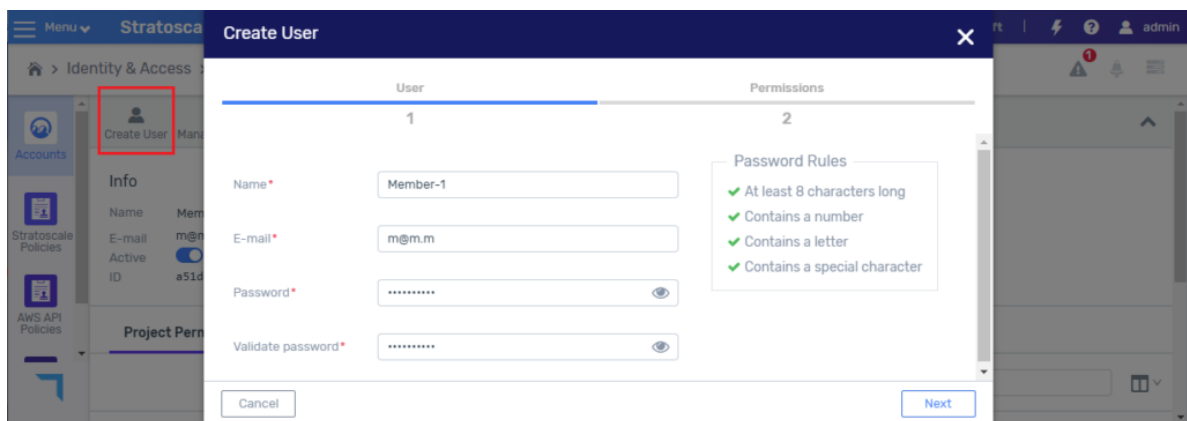 Menu
Stratosca
Create User
rt
admin
Identity & Access
1
User
Permissions
1
2
Create User
Mana
Accounts
Info
Name
Mem
E-mail
m@n
Active
ID
a51d
Stratoscale
Policies
AWS API
Policies
Project Perm
Name*
Member-1
E-mail*
m@m.m
Password*
••••••••••
Validate password*
••••••••••
Password Rules
At least 8 characters long
Contains a number
Contains a letter
Contains a special character
Cancel
Next